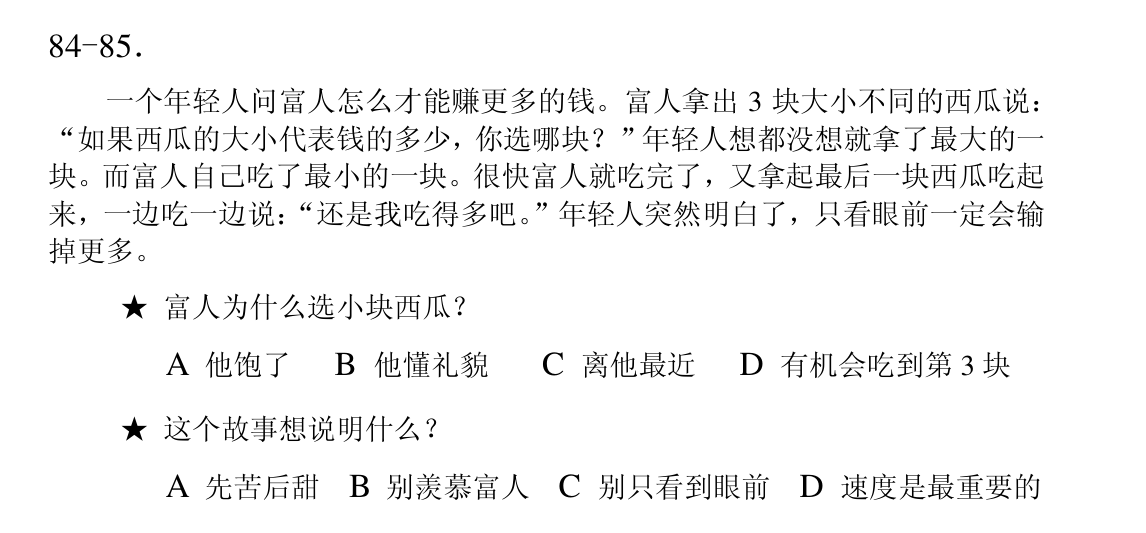 84-85.
一个年轻人问富人怎么才能赚更多的钱。富人拿出 3 块大小不同的西瓜说：
“如果西瓜的大小代表钱的多少，你选哪块？”年轻人想都没想就拿了最大的一
块。而富人自己吃了最小的一块。很快富人就吃完了，又拿起最后一块西瓜吃起
来，一边吃一边说：“还是我吃得多吧。”年轻人突然明白了，只看眼前一定会输
掉更多。
★ 富人为什么选小块西瓜？
A 他饱了 B 他懂礼貌 C 离他最近 D 有机会吃到第 3 块
★ 这个故事想说明什么？
A 先苦后甜 B 别羡慕富人 C 别只看到眼前 D 速度是最重要的